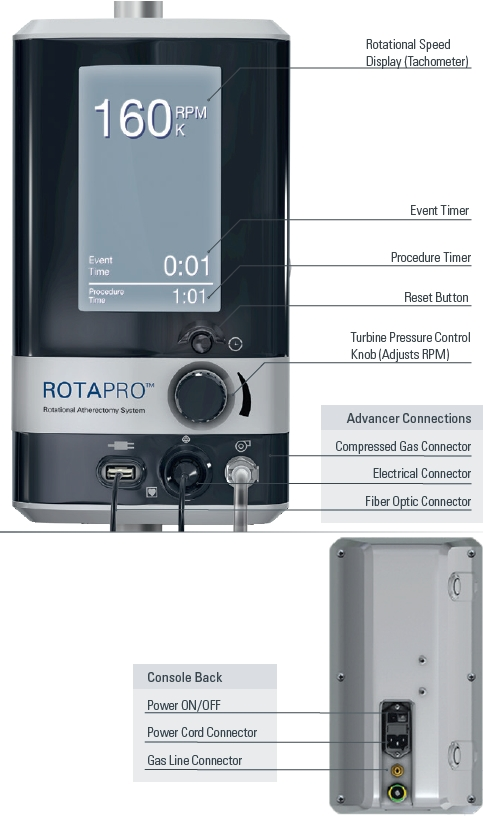 Rotational Speed
Display (Tachometer)
160 RPM
K
Event Timer
Event
Time 0:01
Procedure Timer
Procedure
Time 1:01
Reset Button
Turbine Pressure Control
Knob (Adjusts RPM)
ROTAPRO™
Rotational Atherectomy System
Advancer Connections
Compressed Gas Connector
Electrical Connector
Fiber Optic Connector
Console Back
Power ON/OFF
Power Cord Connector
Gas Line Connector